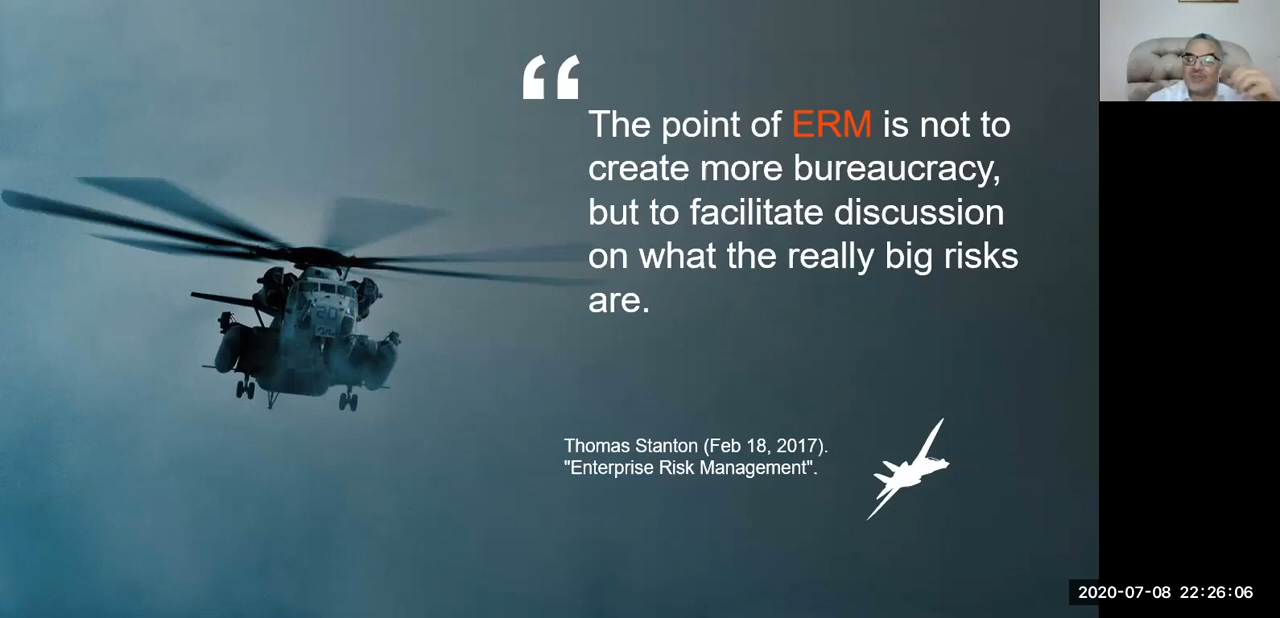 “
The point of ERM is not to
create more bureaucracy,
but to facilitate discussion
on what the really big risks
are.
Thomas Stanton (Feb 18, 2017).
"Enterprise Risk Management".
20
2020-07-08 22:26:06